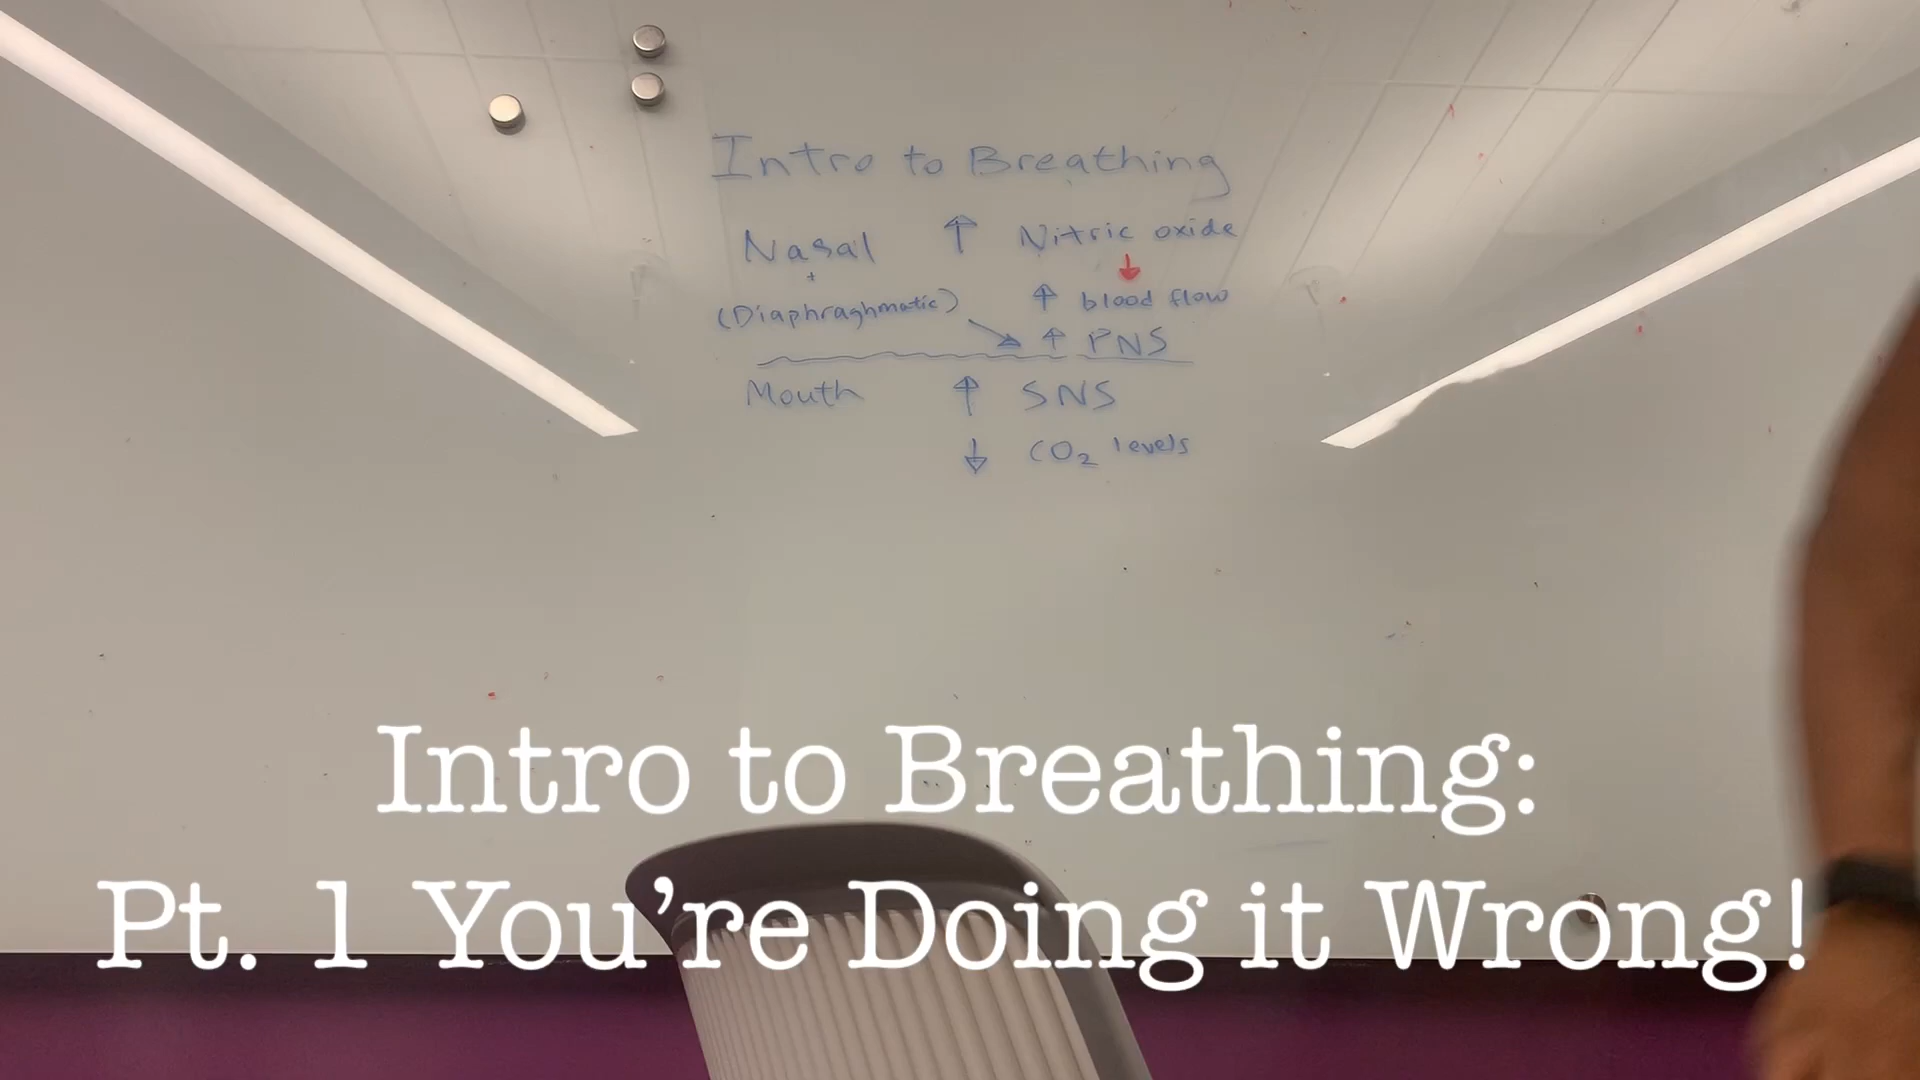 Intro to Breathing
Nasal ↑ Nitric oxide
+ ↓
(Diaphraghmatic) ↑ blood flow
↑ PNS
Mouth ↑ SNS
↓ CO₂ levels
Intro to Breathing:
Pt. 1 You're Doing it Wrong!